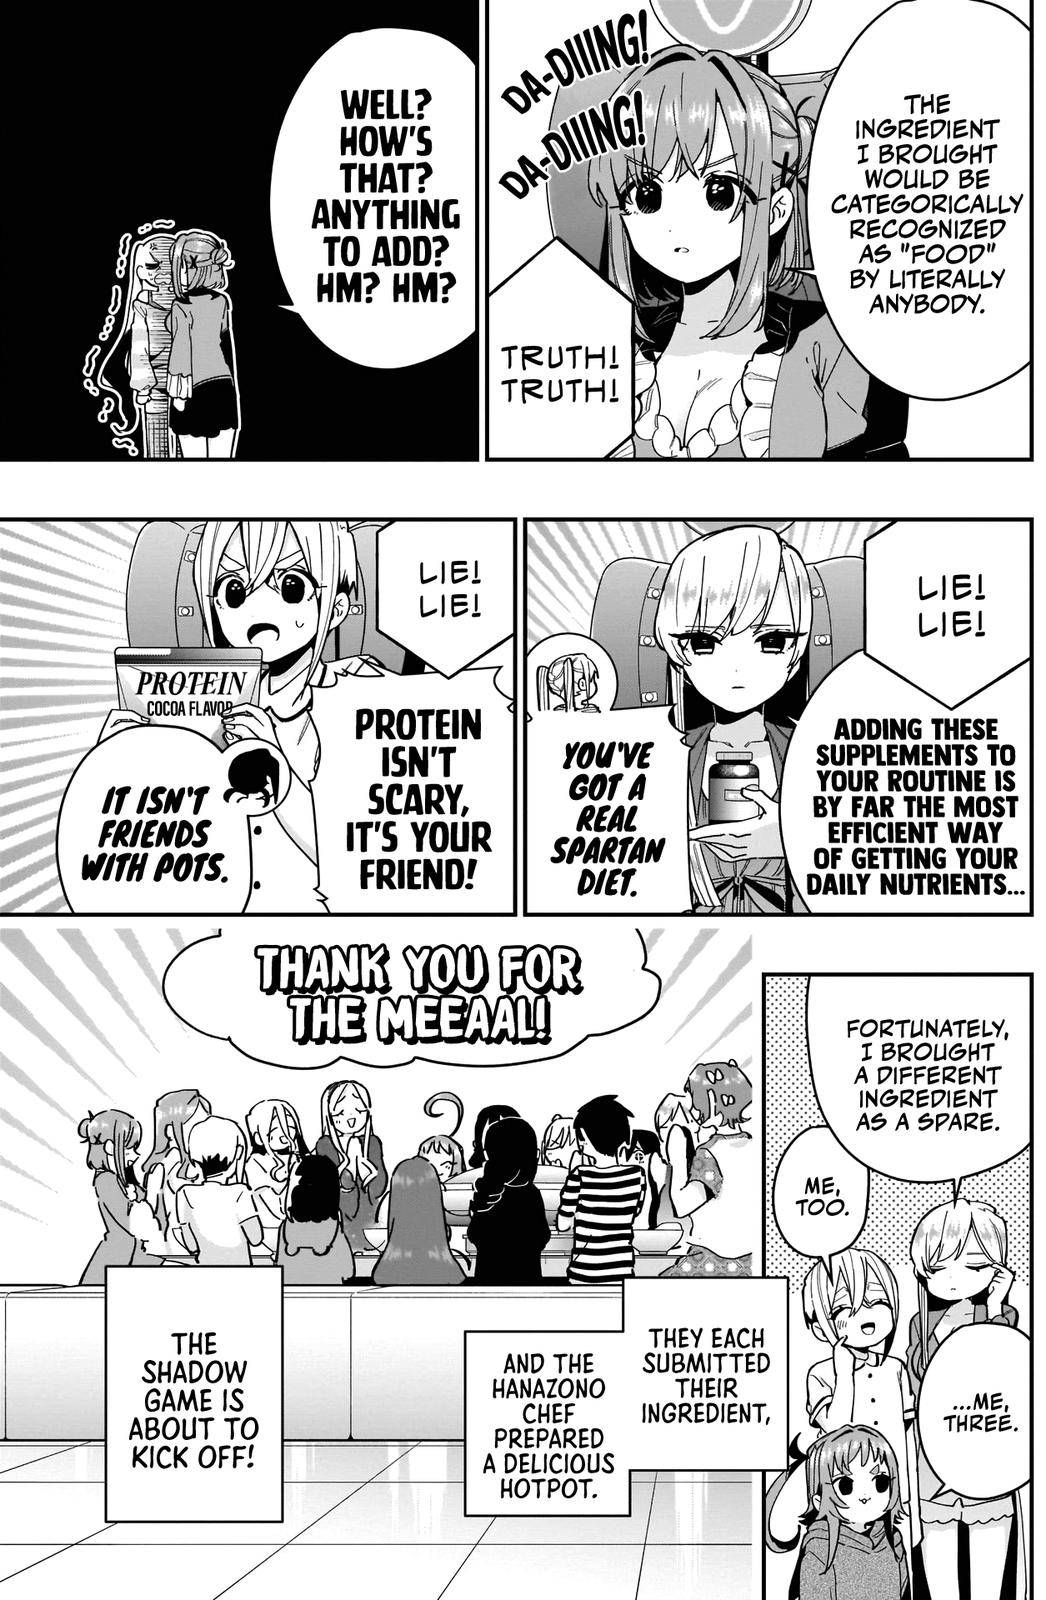 THE
INGREDIENT
I BROUGHT
WOULD BE
CATEGORICALLY
RECOGNIZED
AS "FOOD"
BY LITERALLY
ANYBODY.
DA-DIIING!
DA-DIIING!
TRUTH!
TRUTH!
WELL?
HOW'S
THAT?
ANYTHING
TO ADD?
HM? HM?
LIE!
LIE!
ADDING THESE
SUPPLEMENTS TO
YOUR ROUTINE IS
BY FAR THE MOST
EFFICIENT WAY
OF GETTING YOUR
DAILY NUTRIENTS...
YOU'VE
GOT A
REAL
SPARTAN
DIET.
LIE!
LIE!
PROTEIN
COCOA FLAVOR
PROTEIN
ISN'T
SCARY,
IT'S YOUR
FRIEND!
IT ISN'T
FRIENDS
WITH POTS.
FORTUNATELY,
I BROUGHT
A DIFFERENT
INGREDIENT
AS A SPARE.
ME,
TOO.
...ME,
THREE.
THANK YOU FOR
THE MEEAAL!
THEY EACH
SUBMITTED
THEIR
INGREDIENT,
AND THE
HANAZONO
CHEF
PREPARED
A DELICIOUS
HOTPOT.
THE
SHADOW
GAME IS
ABOUT TO
KICK OFF!